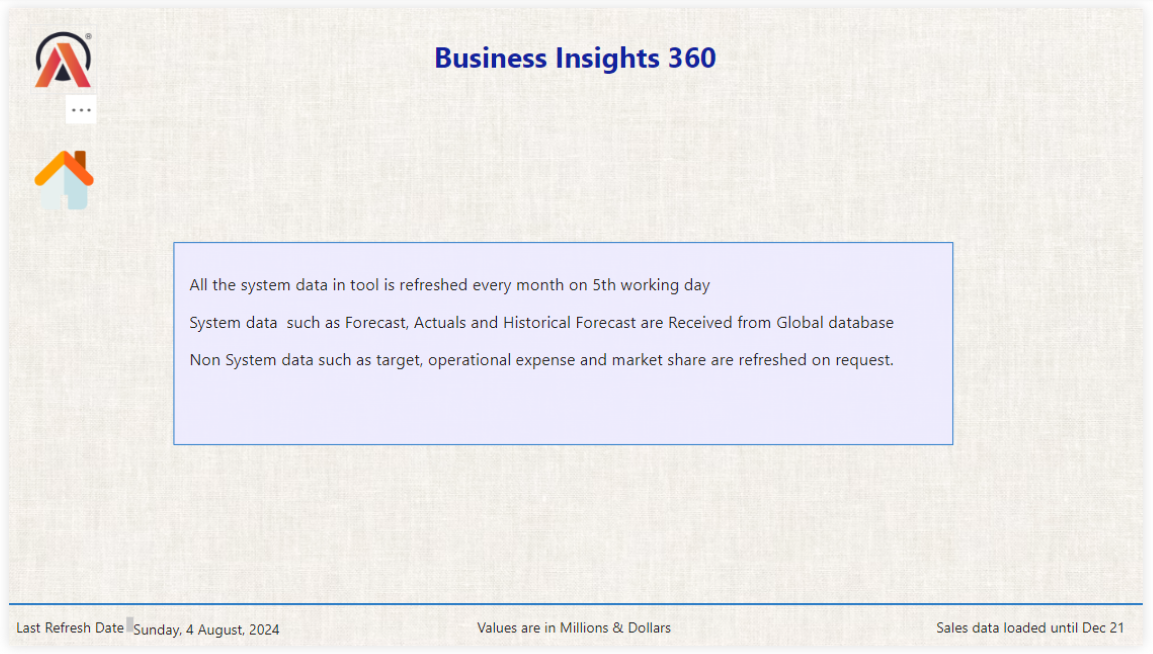 ®
Business Insights 360
...
All the system data in tool is refreshed every month on 5th working day
System data  such as Forecast, Actuals and Historical Forecast are Received from Global database
Non System data such as target, operational expense and market share are refreshed on request.
Last Refresh Date Sunday, 4 August, 2024
Values are in Millions & Dollars
Sales data loaded until Dec 21